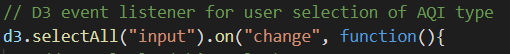 // D3 event listener for user selection of AQI type
d3.selectAll("input").on("change", function(){